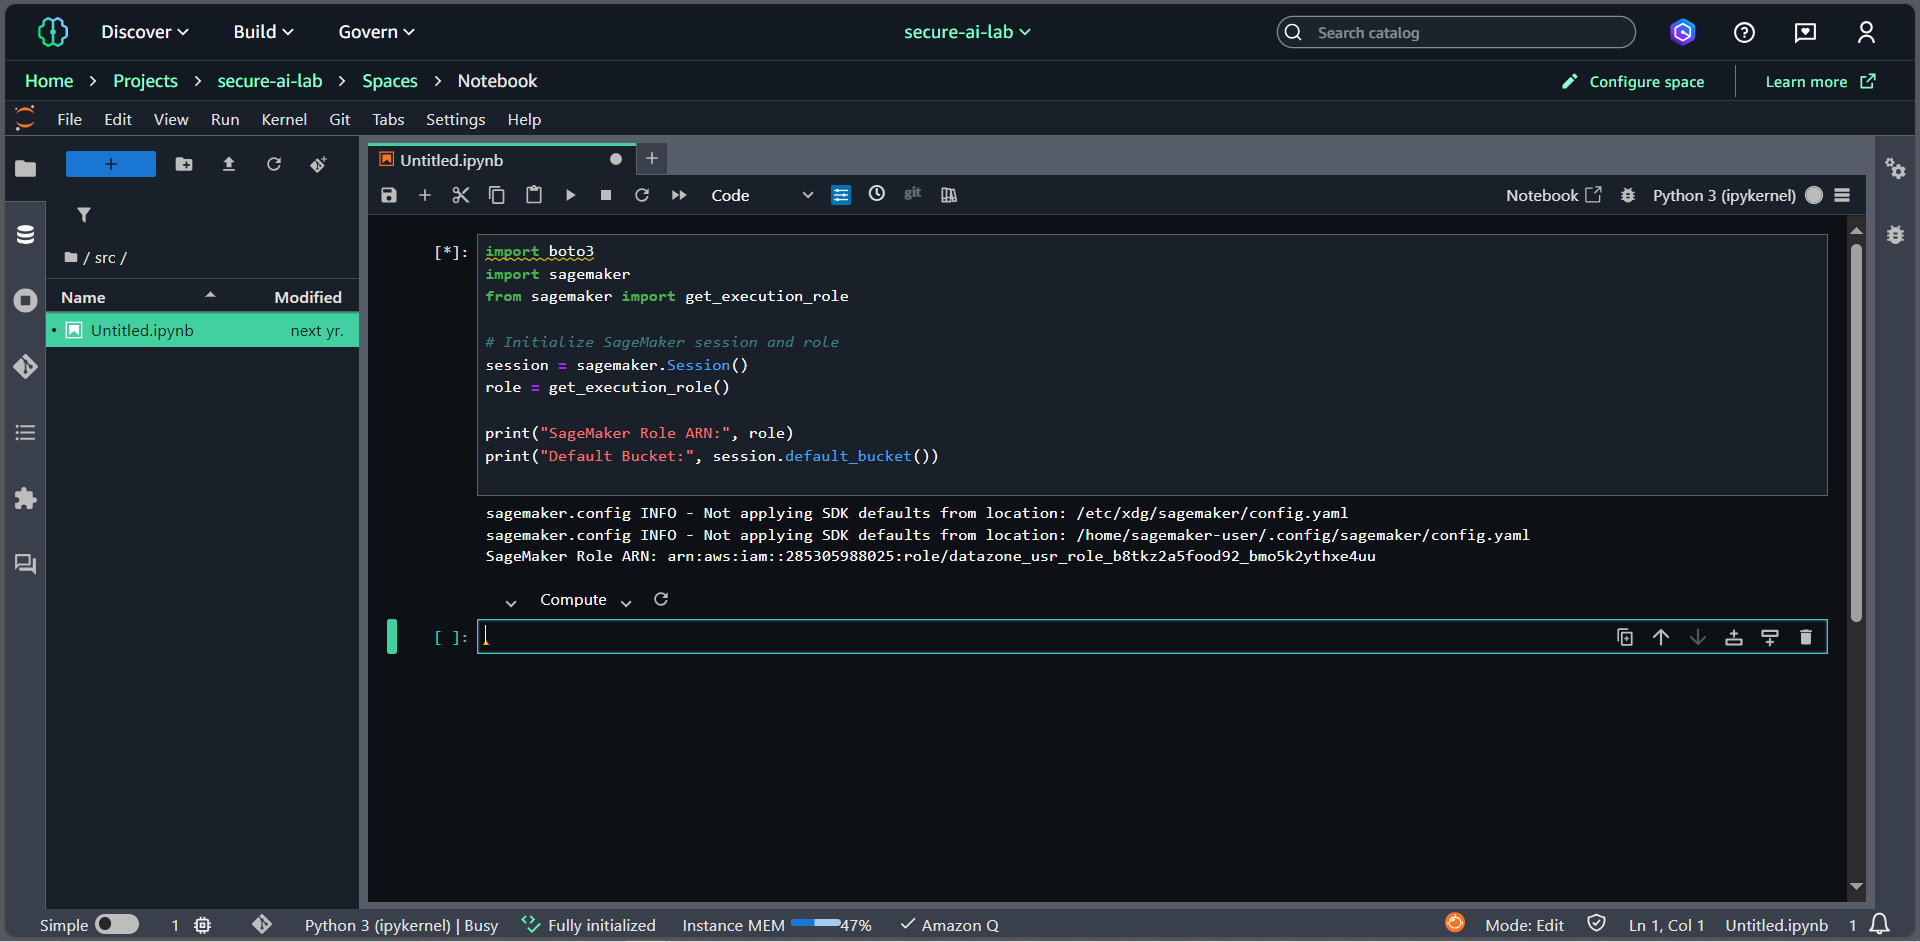 Discover Build Govern secure-ai-lab Search catalog
Home > Projects > secure-ai-lab > Spaces > Notebook Configure space Learn more
File Edit View Run Kernel Git Tabs Settings Help
Untitled.ipynb
Code git Notebook Python 3 (ipykernel)
/ src /
Name Modified
Untitled.ipynb next yr.
[*]: import boto3
import sagemaker
from sagemaker import get_execution_role
# Initialize SageMaker session and role
session = sagemaker.Session()
role = get_execution_role()
print("SageMaker Role ARN:", role)
print("Default Bucket:", session.default_bucket())
sagemaker.config INFO - Not applying SDK defaults from location: /etc/xdg/sagemaker/config.yaml
sagemaker.config INFO - Not applying SDK defaults from location: /home/sagemaker-user/.config/sagemaker/config.yaml
SageMaker Role ARN: arn:aws:iam::285305988025:role/datazone_usr_role_b8tkz2a5food92_bmo5k2ythxe4uu
Compute
[ ]:
Simple 1 Python 3 (ipykernel) | Busy Fully initialized Instance MEM 47% Amazon Q Mode: Edit Ln 1, Col 1 Untitled.ipynb 1